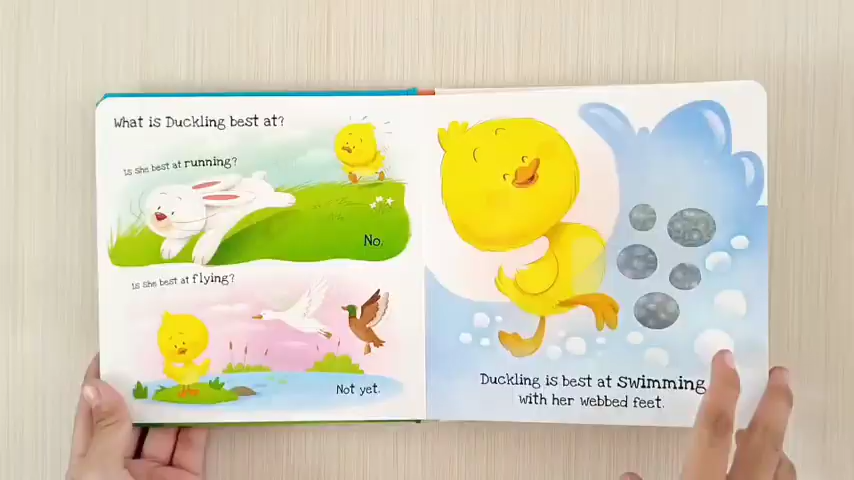 What is Duckling best at?
is she best at running?
No.
is she best at flying?
Not yet.
Duckling is best at swimming
with her webbed feet.